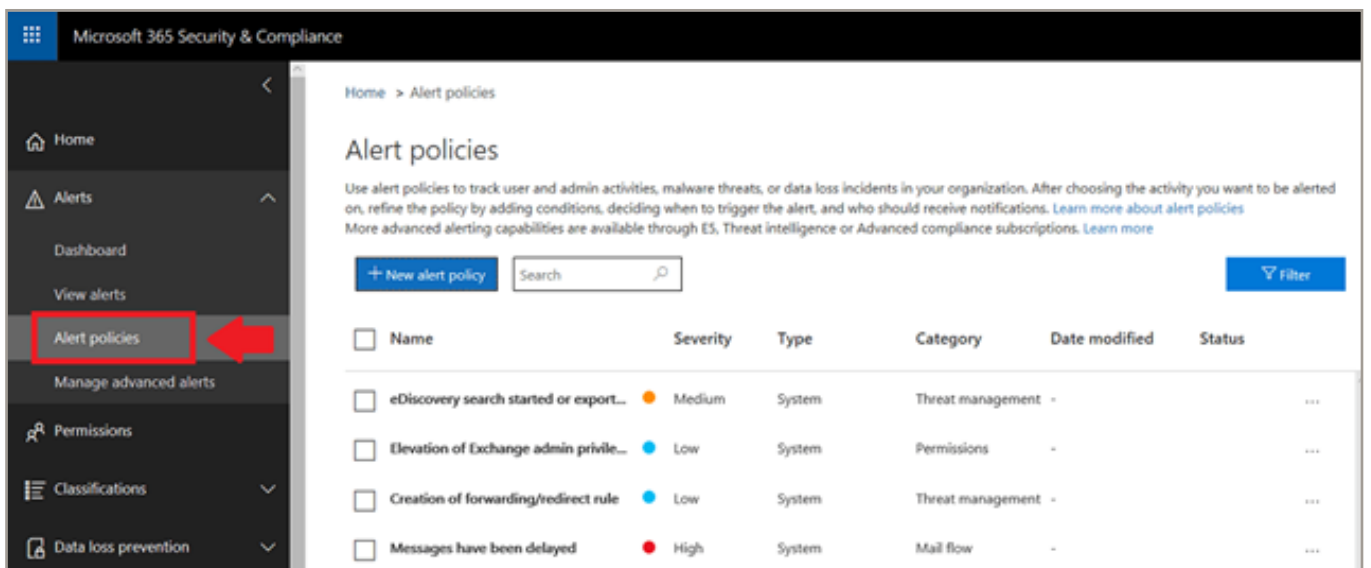 Microsoft 365 Security & Compliance
Home
Alerts
Dashboard
View alerts
Alert policies
Manage advanced alerts
Permissions
Classifications
Data loss prevention
Home > Alert policies
Alert policies
Use alert policies to track user and admin activities, malware threats, or data loss incidents in your organization. After choosing the activity you want to be alerted
on, refine the policy by adding conditions, deciding when to trigger the alert, and who should receive notifications. Learn more about alert policies
More advanced alerting capabilities are available through E5, Threat intelligence or Advanced compliance subscriptions. Learn more
+ New alert policy Search Filter
Name Severity Type Category Date modified Status
eDiscovery search started or export... Medium System Threat management - ...
Elevation of Exchange admin privile... Low System Permissions - ...
Creation of forwarding/redirect rule Low System Threat management - ...
Messages have been delayed High System Mail flow - ...